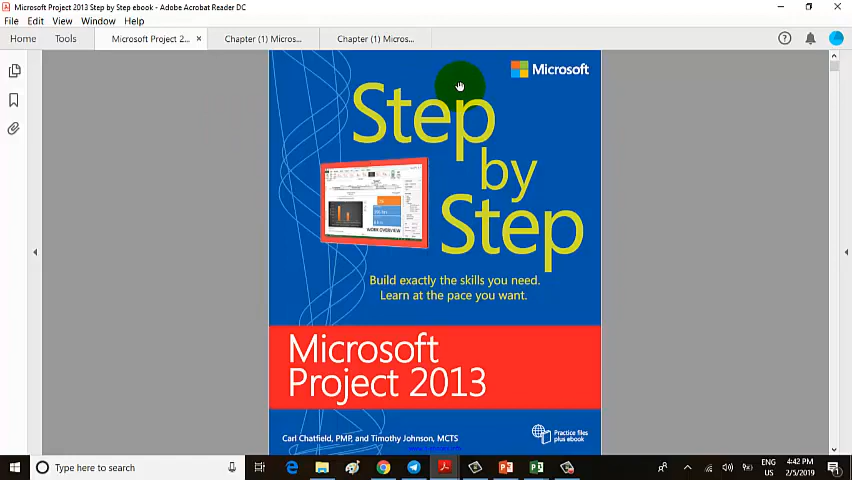 Microsoft Project 2013 Step by Step ebook - Adobe Acrobat Reader DC
File Edit View Window Help
Home Tools Microsoft Project 2... × Chapter (1) Micros... Chapter (1) Micros...
Microsoft
Step
by
Step
WORK OVERVIEW
Build exactly the skills you need.
Learn at the pace you want.
Microsoft
Project 2013
Carl Chatfield, PMP, and Timothy Johnson, MCTS
Practice files
plus ebook
Type here to search
ENG
US
4:42 PM
2/5/2019